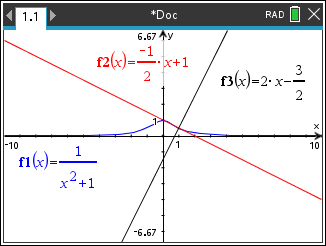 1.1 *Doc RAD
6.67 y
f2(x)=-1/2·x+1
f3(x)=2·x-3/2
1
x
-10 1 10
f1(x)=1/(x²+1)
-6.67